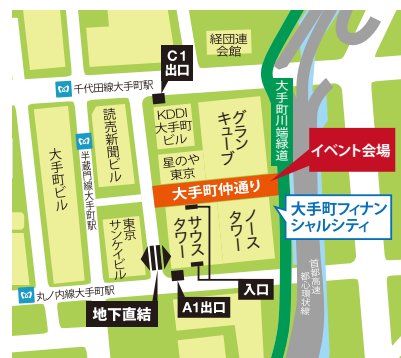 経団連
会館
C1
出口
千代田線大手町駅
KDDI
大手町
ビル
グラン
キューブ
大手町川端緑道
読売新聞ビル
大手町ビル
半蔵門線大手町駅
星のや
東京
イベント会場
大手町仲通り
大手町フィナン
シャルシティ
東京
サンケイビル
サウス
タワー
ノース
タワー
首都高速
都心環状線
入口
丸ノ内線大手町駅
地下直結
A1出口